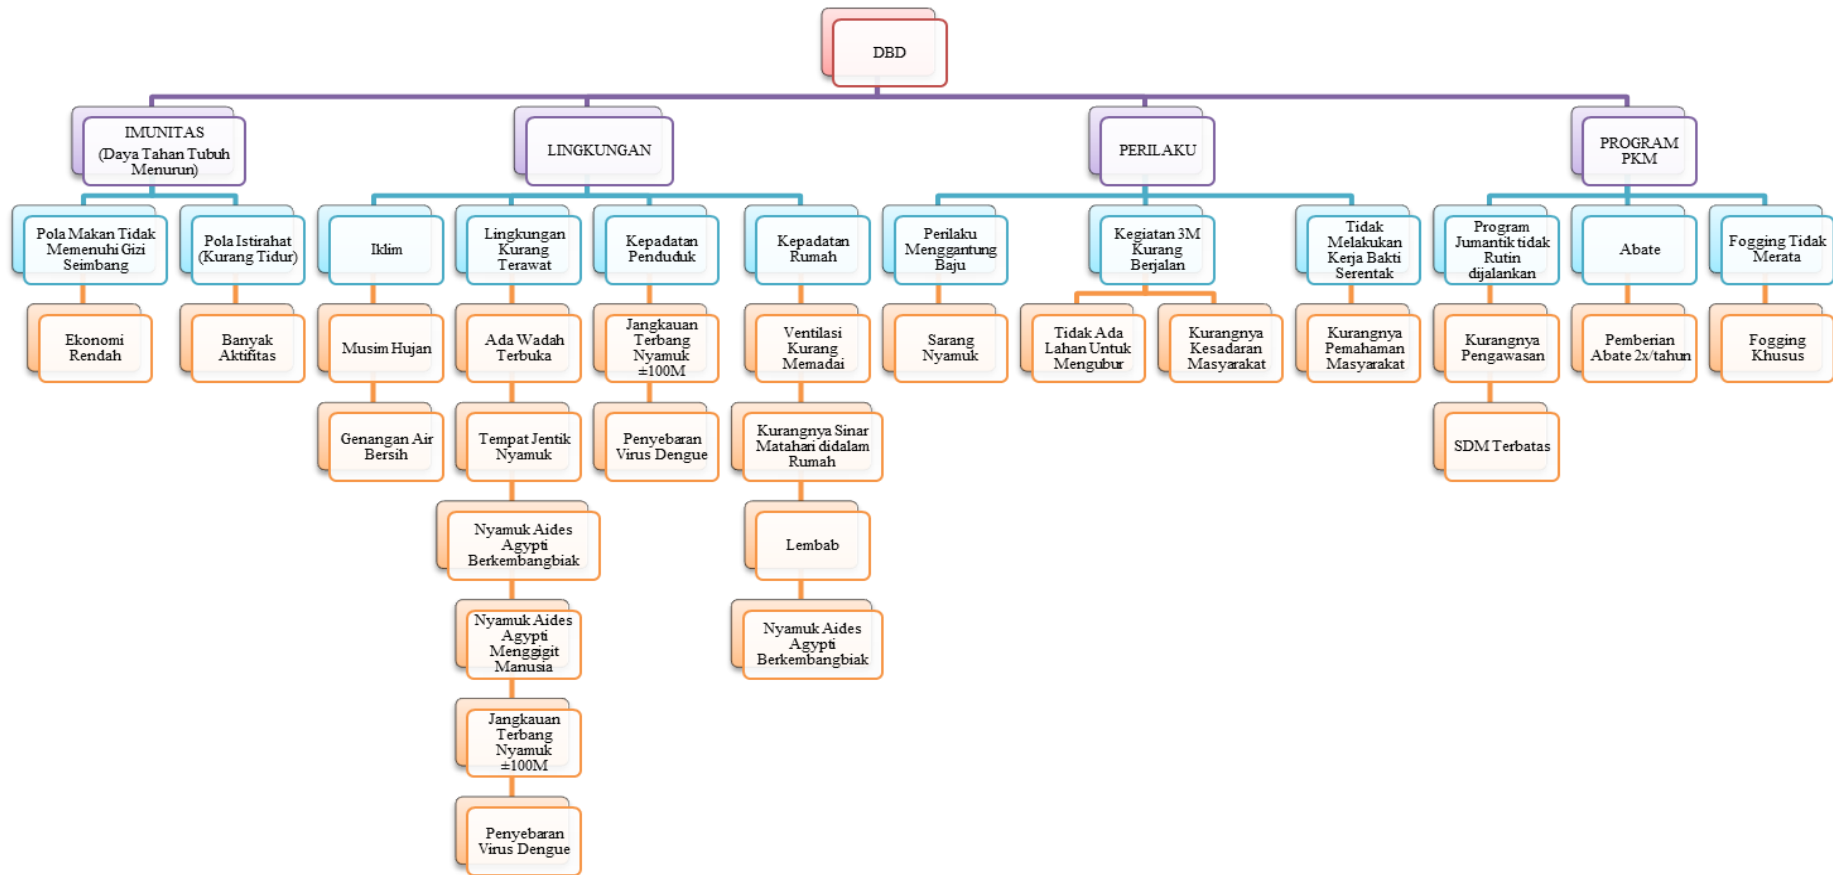 DBD
IMUNITAS
(Daya Tahan Tubuh
Menurun)
LINGKUNGAN
PERILAKU
PROGRAM
PKM
Pola Makan Tidak
Memenuhi Gizi
Seimbang
Pola Istirahat
(Kurang Tidur)
Iklim
Lingkungan
Kurang
Terawat
Kepadatan
Penduduk
Kepadatan
Rumah
Perilaku
Menggantung
Baju
Kegiatan 3M
Kurang
Berjalan
Tidak
Melakukan
Kerja Bakti
Serentak
Program
Jumantik tidak
Rutin
dijalankan
Abate
Fogging Tidak
Merata
Ekonomi
Rendah
Banyak
Aktifitas
Musim Hujan
Ada Wadah
Terbuka
Jangkauan
Terbang
Nyamuk
±100M
Ventilasi
Kurang
Memadai
Sarang
Nyamuk
Tidak Ada
Lahan Untuk
Mengubur
Kurangnya
Kesadaran
Masyarakat
Kurangnya
Pemahaman
Masyarakat
Kurangnya
Pengawasan
Pemberian
Abate 2x/tahun
Fogging
Khusus
Genangan Air
Bersih
Tempat Jentik
Nyamuk
Penyebaran
Virus Dengue
Kurangnya Sinar
Matahari didalam
Rumah
SDM Terbatas
Nyamuk Aides
Agypti
Berkembangbiak
Lembab
Nyamuk Aides
Agypti
Menggigit
Manusia
Nyamuk Aides
Agypti
Berkembangbiak
Jangkauan
Terbang
Nyamuk
±100M
Penyebaran
Virus Dengue